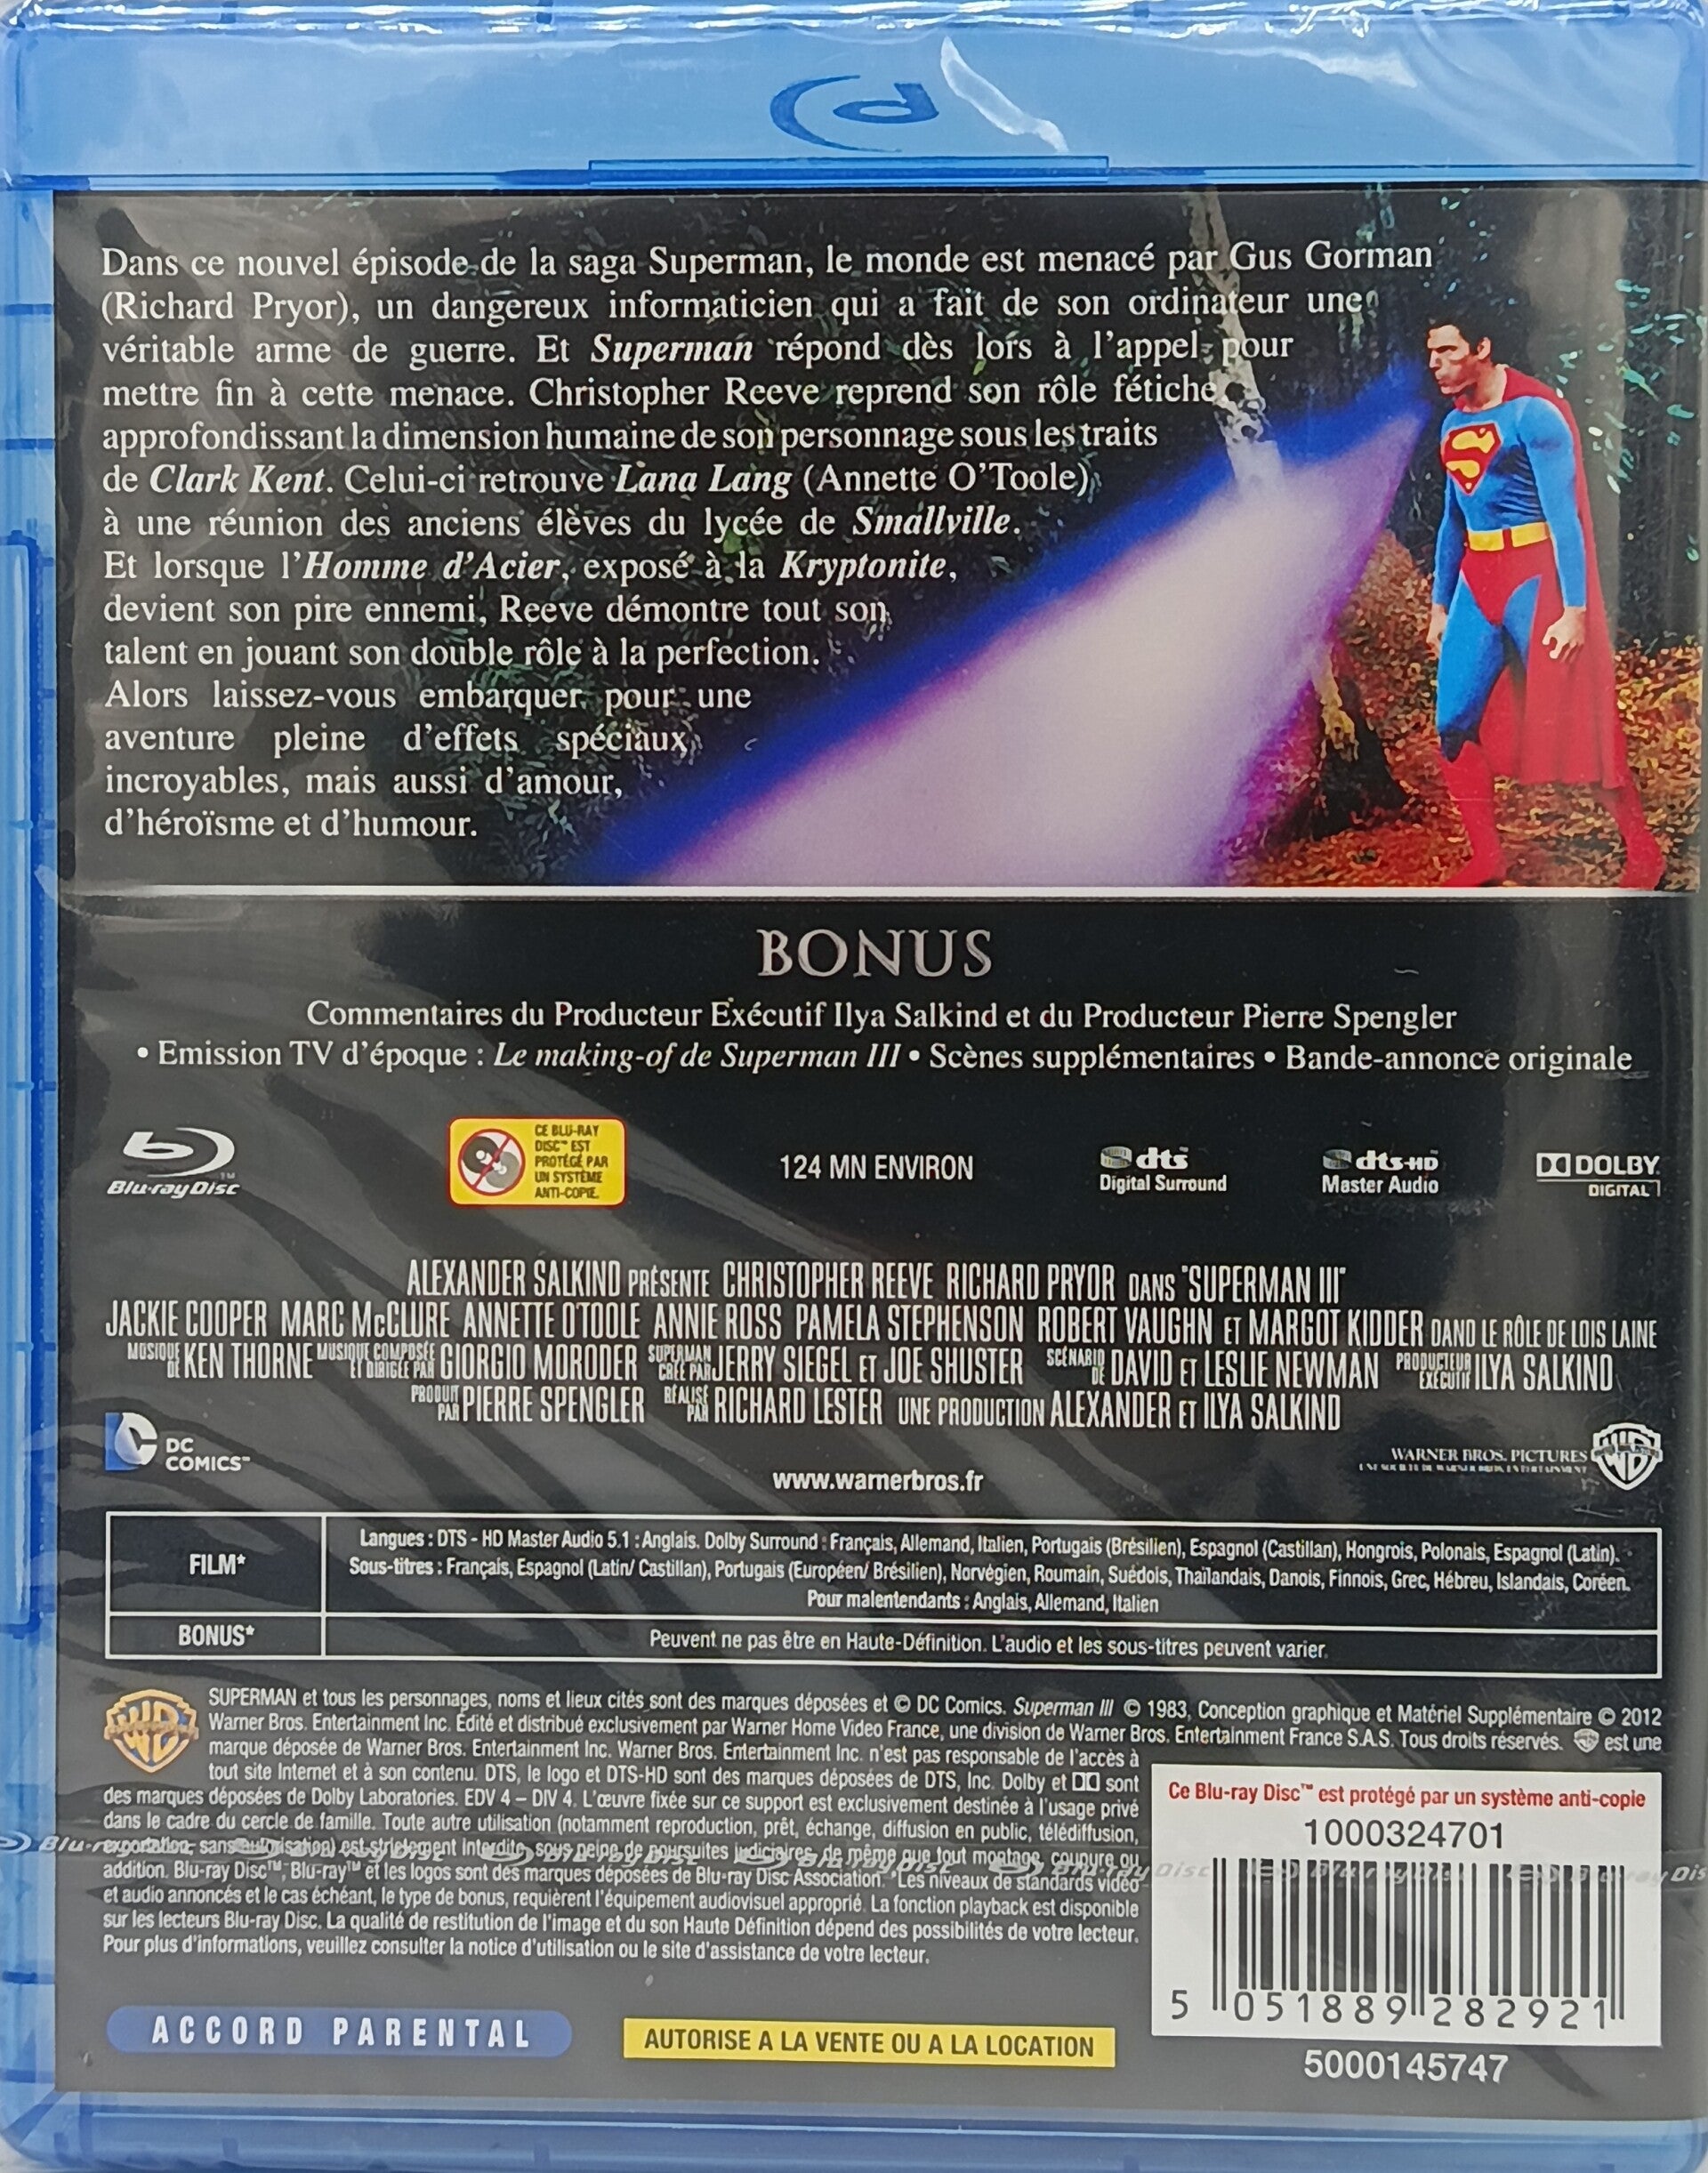 Dans ce nouvel épisode de la saga Superman, le monde est menacé par Gus Gorman
(Richard Pryor), un dangereux informaticien qui a fait de son ordinateur une
véritable arme de guerre. Et Superman répond dès lors à l'appel pour
mettre fin à cette menace. Christopher Reeve reprend son rôle fétiche
approfondissant la dimension humaine de son personnage sous les traits
de Clark Kent. Celui-ci retrouve Lana Lang (Annette O'Toole)
à une réunion des anciens élèves du lycée de Smallville.
Et lorsque l'Homme d'Acier, exposé à la Kryptonite,
devient son pire ennemi, Reeve démontre tout son
talent en jouant son double rôle à la perfection.
Alors laissez-vous embarquer pour une
aventure pleine d'effets spéciaux
incroyables, mais aussi d'amour,
d'héroïsme et d'humour.
BONUS
Commentaires du Producteur Exécutif Ilya Salkind et du Producteur Pierre Spengler
• Emission TV d'époque : Le making-of de Superman III • Scènes supplémentaires • Bande-annonce originale
Blu-ray Disc™
CE BLU-RAY
DISC™ EST
PROTÉGÉ PAR
UN SYSTÈME
ANTI-COPIE.
124 MN ENVIRON
dts
Digital Surround
dts-HD
Master Audio
DOLBY
DIGITAL
ALEXANDER SALKIND PRÉSENTE CHRISTOPHER REEVE RICHARD PRYOR DANS "SUPERMAN III"
JACKIE COOPER MARC McCLURE ANNETTE O'TOOLE ANNIE ROSS PAMELA STEPHENSON ROBERT VAUGHN ET MARGOT KIDDER DAND LE RÔLE DE LOIS LAINE
MUSIQUE DE KEN THORNE MUSIQUE COMPOSÉE ET DIRIGÉE PAR GIORGIO MORODER SUPERMAN CRÉÉ PAR JERRY SIEGEL ET JOE SHUSTER SCÉNARIO DE DAVID ET LESLIE NEWMAN PRODUCTEUR EXÉCUTIF ILYA SALKIND
PRODUIT PAR PIERRE SPENGLER RÉALISÉ PAR RICHARD LESTER UNE PRODUCTION ALEXANDER ET ILYA SALKIND
DC
COMICS™
www.warnerbros.fr
WARNER BROS. PICTURES
UNE SOCIETE DE WARNER BROS. ENTERTAINMENT
FILM*
Langues : DTS - HD Master Audio 5.1 : Anglais. Dolby Surround : Français, Allemand, Italien, Portugais (Brésilien), Espagnol (Castillan), Hongrois, Polonais, Espagnol (Latin).
Sous-titres : Français, Espagnol (Latin/ Castillan), Portugais (Européen/ Brésilien), Norvégien, Roumain, Suédois, Thaïlandais, Danois, Finnois, Grec, Hébreu, Islandais, Coréen.
Pour malentendants : Anglais, Allemand, Italien
BONUS*
Peuvent ne pas être en Haute-Définition. L'audio et les sous-titres peuvent varier.
SUPERMAN et tous les personnages, noms et lieux cités sont des marques déposées et © DC Comics. Superman III © 1983, Conception graphique et Matériel Supplémentaire © 2012
Warner Bros. Entertainment Inc. Édité et distribué exclusivement par Warner Home Video France, une division de Warner Bros. Entertainment France S.A.S. Tous droits réservés. est une
marque déposée de Warner Bros. Entertainment Inc. Warner Bros. Entertainment Inc. n'est pas responsable de l'accès à
tout site Internet et à son contenu. DTS, le logo et DTS-HD sont des marques déposées de DTS, Inc. Dolby et sont
des marques déposées de Dolby Laboratories. EDV 4 – DIV 4. L'œuvre fixée sur ce support est exclusivement destinée à l'usage privé
dans le cadre du cercle de famille. Toute autre utilisation (notamment reproduction, prêt, échange, diffusion en public, télédiffusion,
exportation, sans autorisation) est strictement interdite, sous peine de poursuites judiciaires, de même que tout montage, coupure ou
addition. Blu-ray Disc™, Blu-ray™ et les logos sont des marques déposées de Blu-ray Disc Association. *Les niveaux de standards vidéo
et audio annoncés et le cas échéant, le type de bonus, requièrent l'équipement audiovisuel approprié. La fonction playback est disponible
sur les lecteurs Blu-ray Disc. La qualité de restitution de l'image et du son Haute Définition dépend des possibilités de votre lecteur.
Pour plus d'informations, veuillez consulter la notice d'utilisation ou le site d'assistance de votre lecteur.
Ce Blu-ray Disc™ est protégé par un système anti-copie
1000324701
5 051889 282921
5000145747
ACCORD PARENTAL
AUTORISE A LA VENTE OU A LA LOCATION